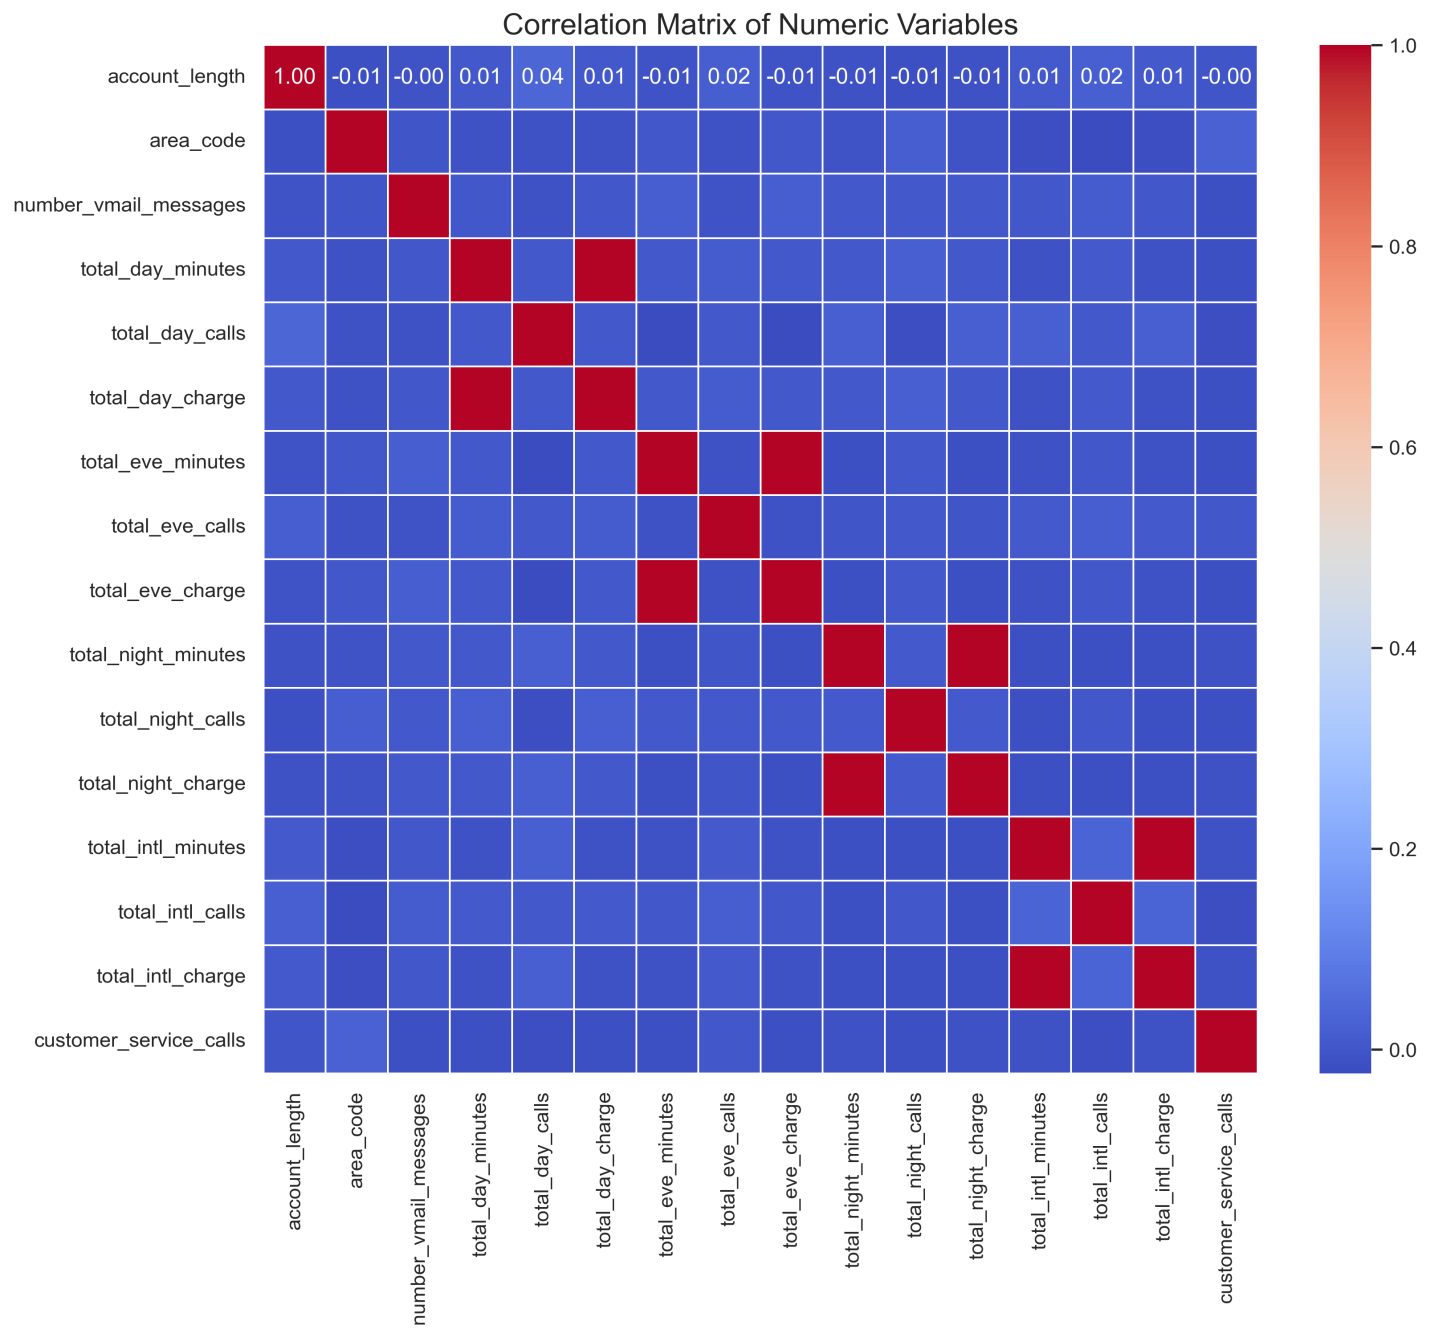 Correlation Matrix of Numeric Variables
account_length 1.00 -0.01 -0.00 0.01 0.04 0.01 -0.01 0.02 -0.01 -0.01 -0.01 -0.01 0.01 0.02 0.01 -0.00
area_code
number_vmail_messages
total_day_minutes
total_day_calls
total_day_charge
total_eve_minutes
total_eve_calls
total_eve_charge
total_night_minutes
total_night_calls
total_night_charge
total_intl_minutes
total_intl_calls
total_intl_charge
customer_service_calls
account_length
area_code
number_vmail_messages
total_day_minutes
total_day_calls
total_day_charge
total_eve_minutes
total_eve_calls
total_eve_charge
total_night_minutes
total_night_calls
total_night_charge
total_intl_minutes
total_intl_calls
total_intl_charge
customer_service_calls
1.0
0.8
0.6
0.4
0.2
0.0